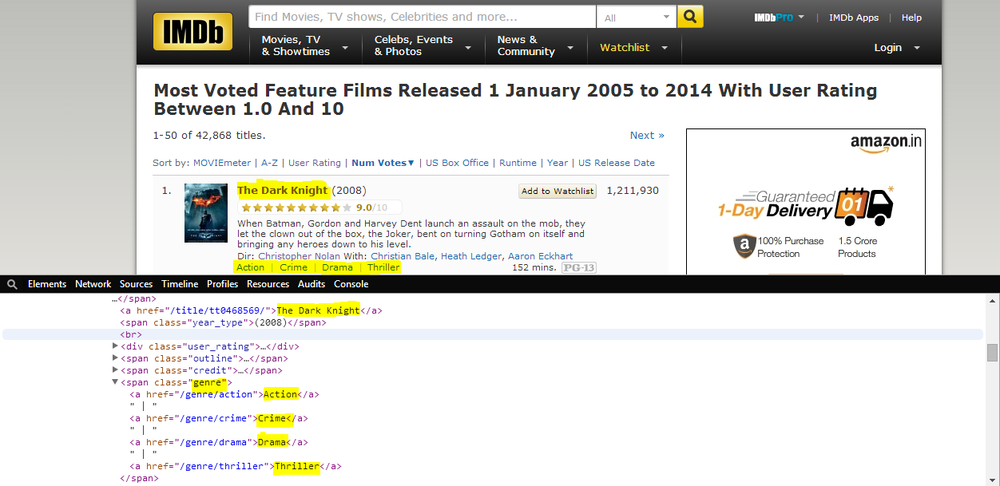 IMDb
Find Movies, TV shows, Celebrities and more...
All
IMDbPro | IMDb Apps | Help
Movies, TV
& Showtimes
Celebs, Events
& Photos
News &
Community
Watchlist
Login
Most Voted Feature Films Released 1 January 2005 to 2014 With User Rating
Between 1.0 And 10
1-50 of 42,868 titles.
Next »
Sort by: MOVIEmeter | A-Z | User Rating | Num Votes▼ | US Box Office | Runtime | Year | US Release Date
1. The Dark Knight (2008)
Add to Watchlist 1,211,930
9.0/10
When Batman, Gordon and Harvey Dent launch an assault on the mob, they
let the clown out of the box, the Joker, bent on turning Gotham on itself and
bringing any heroes down to his level.
Dir: Christopher Nolan With: Christian Bale, Heath Ledger, Aaron Eckhart
Action | Crime | Drama | Thriller
152 mins. PG-13
amazon.in
Guaranteed
1-Day Delivery 01 *
a 100% Purchase
Protection
1.5 Crore
Products
Elements Network Sources Timeline Profiles Resources Audits Console
…</span>
<a href="/title/tt0468569/">The Dark Knight</a>
<span class="year_type">(2008)</span>
<br>
<div class="user_rating">…</div>
<span class="outline">…</span>
<span class="credit">…</span>
<span class="genre">
<a href="/genre/action">Action</a>
" | "
<a href="/genre/crime">Crime</a>
" | "
<a href="/genre/drama">Drama</a>
" | "
<a href="/genre/thriller">Thriller</a>
</span>